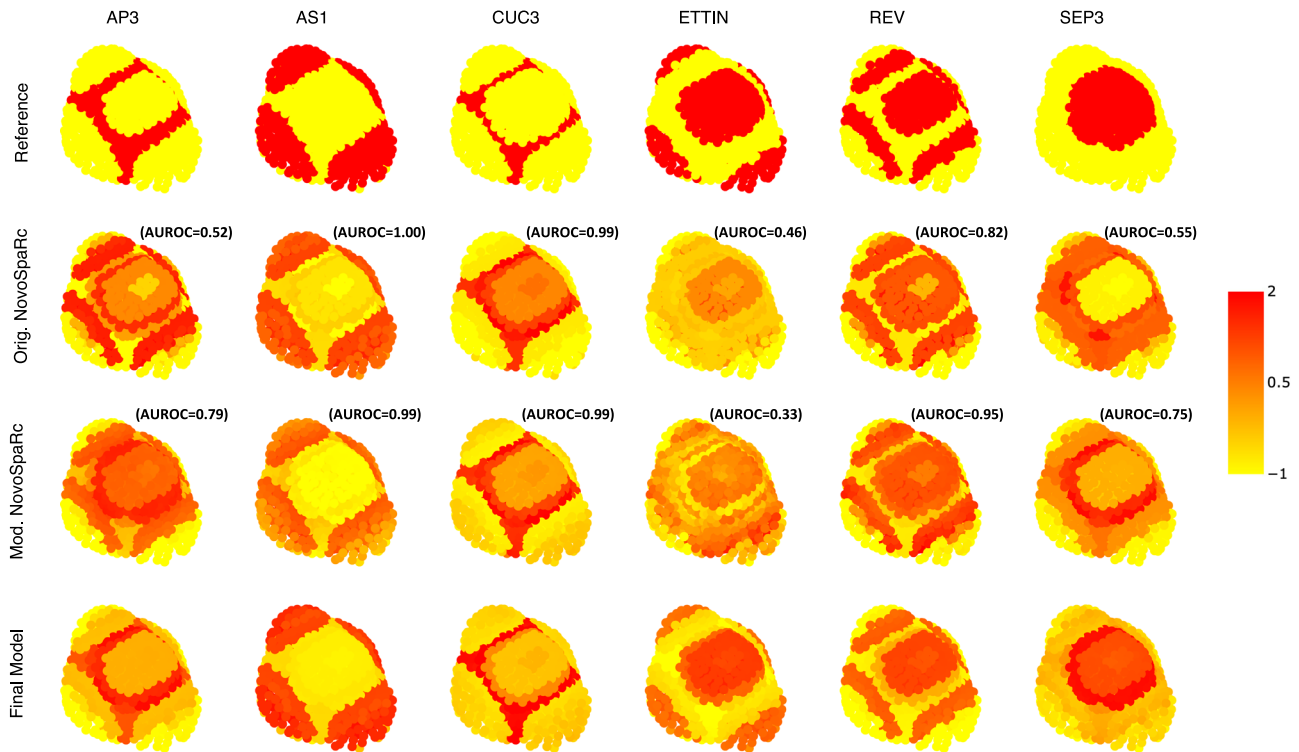 AP3 AS1 CUC3 ETTIN REV SEP3
Reference
Orig. NovoSpaRc
(AUROC=0.52) (AUROC=1.00) (AUROC=0.99) (AUROC=0.46) (AUROC=0.82) (AUROC=0.55)
2
0.5
−1
Mod. NovoSpaRc
(AUROC=0.79) (AUROC=0.99) (AUROC=0.99) (AUROC=0.33) (AUROC=0.95) (AUROC=0.75)
Final Model